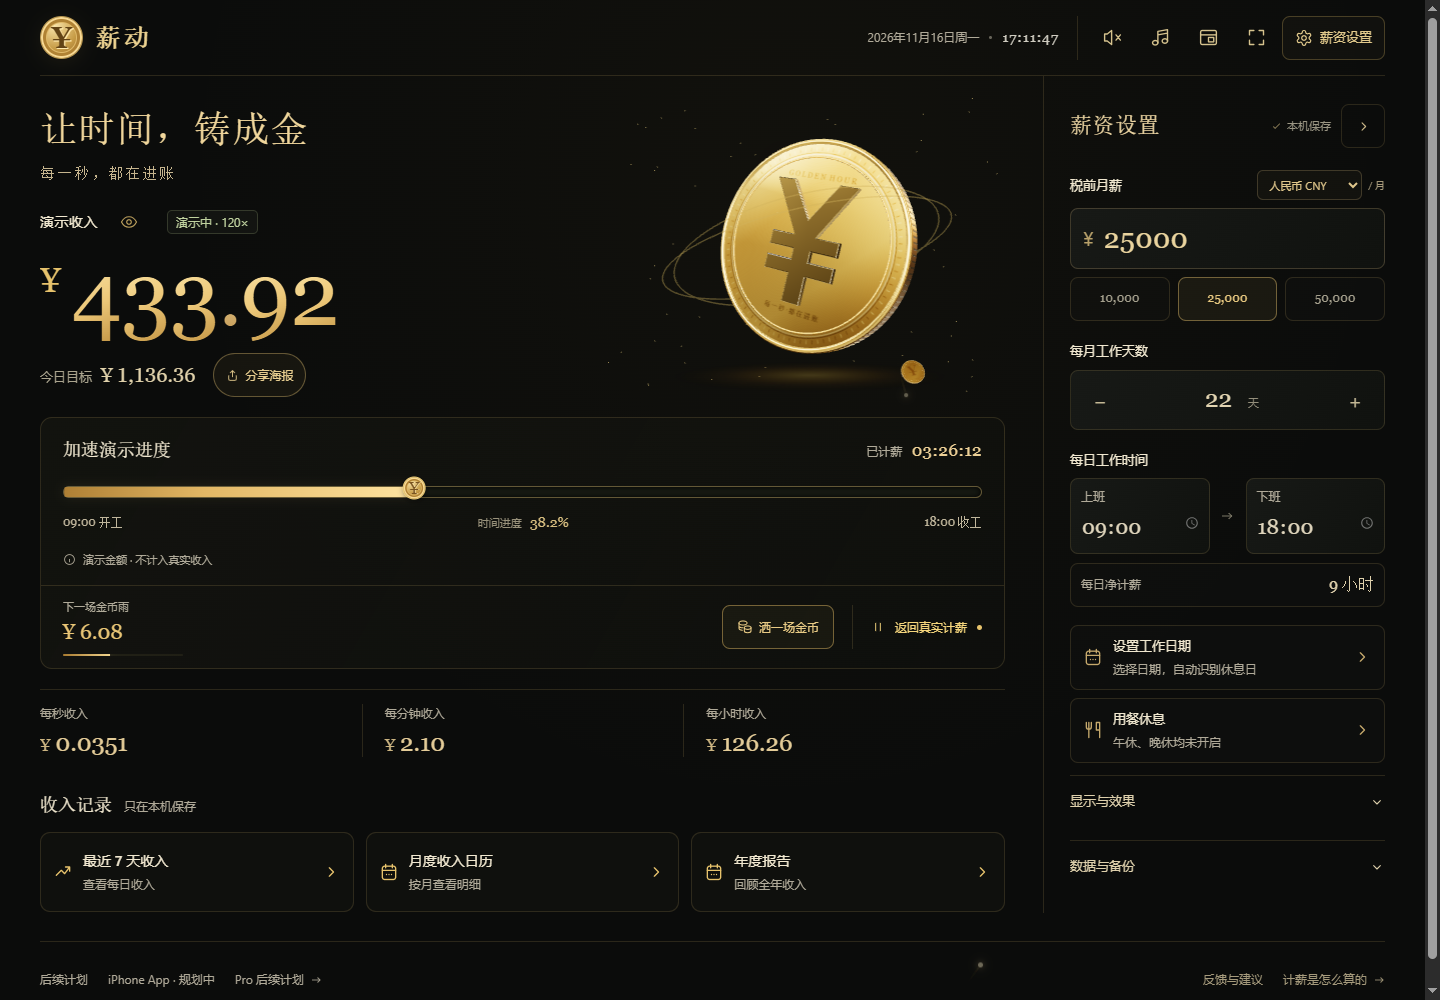 薪动
2026年11月16日周一 • 17:11:47
薪资设置
让时间，铸成金
每一秒，都在进账
演示收入
演示中 · 120×
¥ 433.92
今日目标 ¥ 1,136.36
分享海报
GOLDEN HOUR
¥
每一秒 都在进账
加速演示进度
已计薪 03:26:12
09:00 开工
时间进度 38.2%
18:00 收工
演示金额 · 不计入真实收入
下一场金币雨
¥ 6.08
洒一场金币
返回真实计薪
每秒收入
¥ 0.0351
每分钟收入
¥ 2.10
每小时收入
¥ 126.26
收入记录 只在本机保存
最近 7 天收入
查看每日收入
月度收入日历
按月查看明细
年度报告
回顾全年收入
薪资设置
✓ 本机保存
税前月薪
人民币 CNY / 月
¥ 25000
10,000
25,000
50,000
每月工作天数
− 22 天 +
每日工作时间
上班
09:00
→
下班
18:00
每日净计薪 9 小时
设置工作日期
选择日期，自动识别休息日
用餐休息
午休、晚休均未开启
显示与效果
数据与备份
后续计划
iPhone App · 规划中
Pro 后续计划 →
反馈与建议
计薪是怎么算的 →